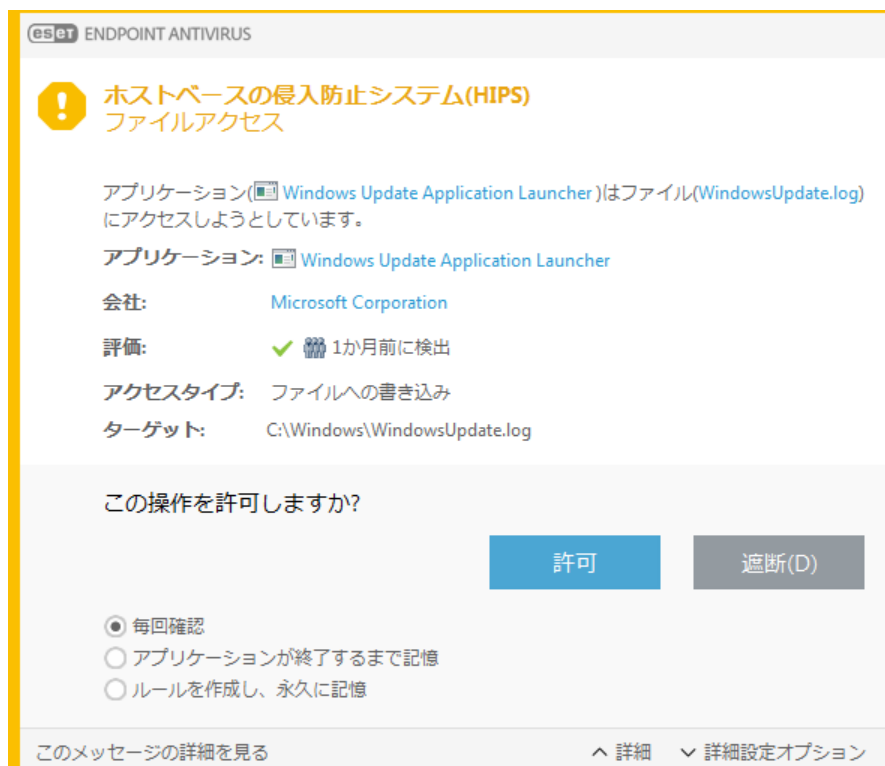 eset ENDPOINT ANTIVIRUS
ホストベースの侵入防止システム(HIPS)
ファイルアクセス
アプリケーション( Windows Update Application Launcher )はファイル(WindowsUpdate.log)
にアクセスしようとしています。
アプリケーション: Windows Update Application Launcher
会社: Microsoft Corporation
評価: 1か月前に検出
アクセスタイプ: ファイルへの書き込み
ターゲット: C:\Windows\WindowsUpdate.log
この操作を許可しますか?
許可 遮断(D)
毎回確認
アプリケーションが終了するまで記憶
ルールを作成し、永久に記憶
このメッセージの詳細を見る 詳細 詳細設定オプション